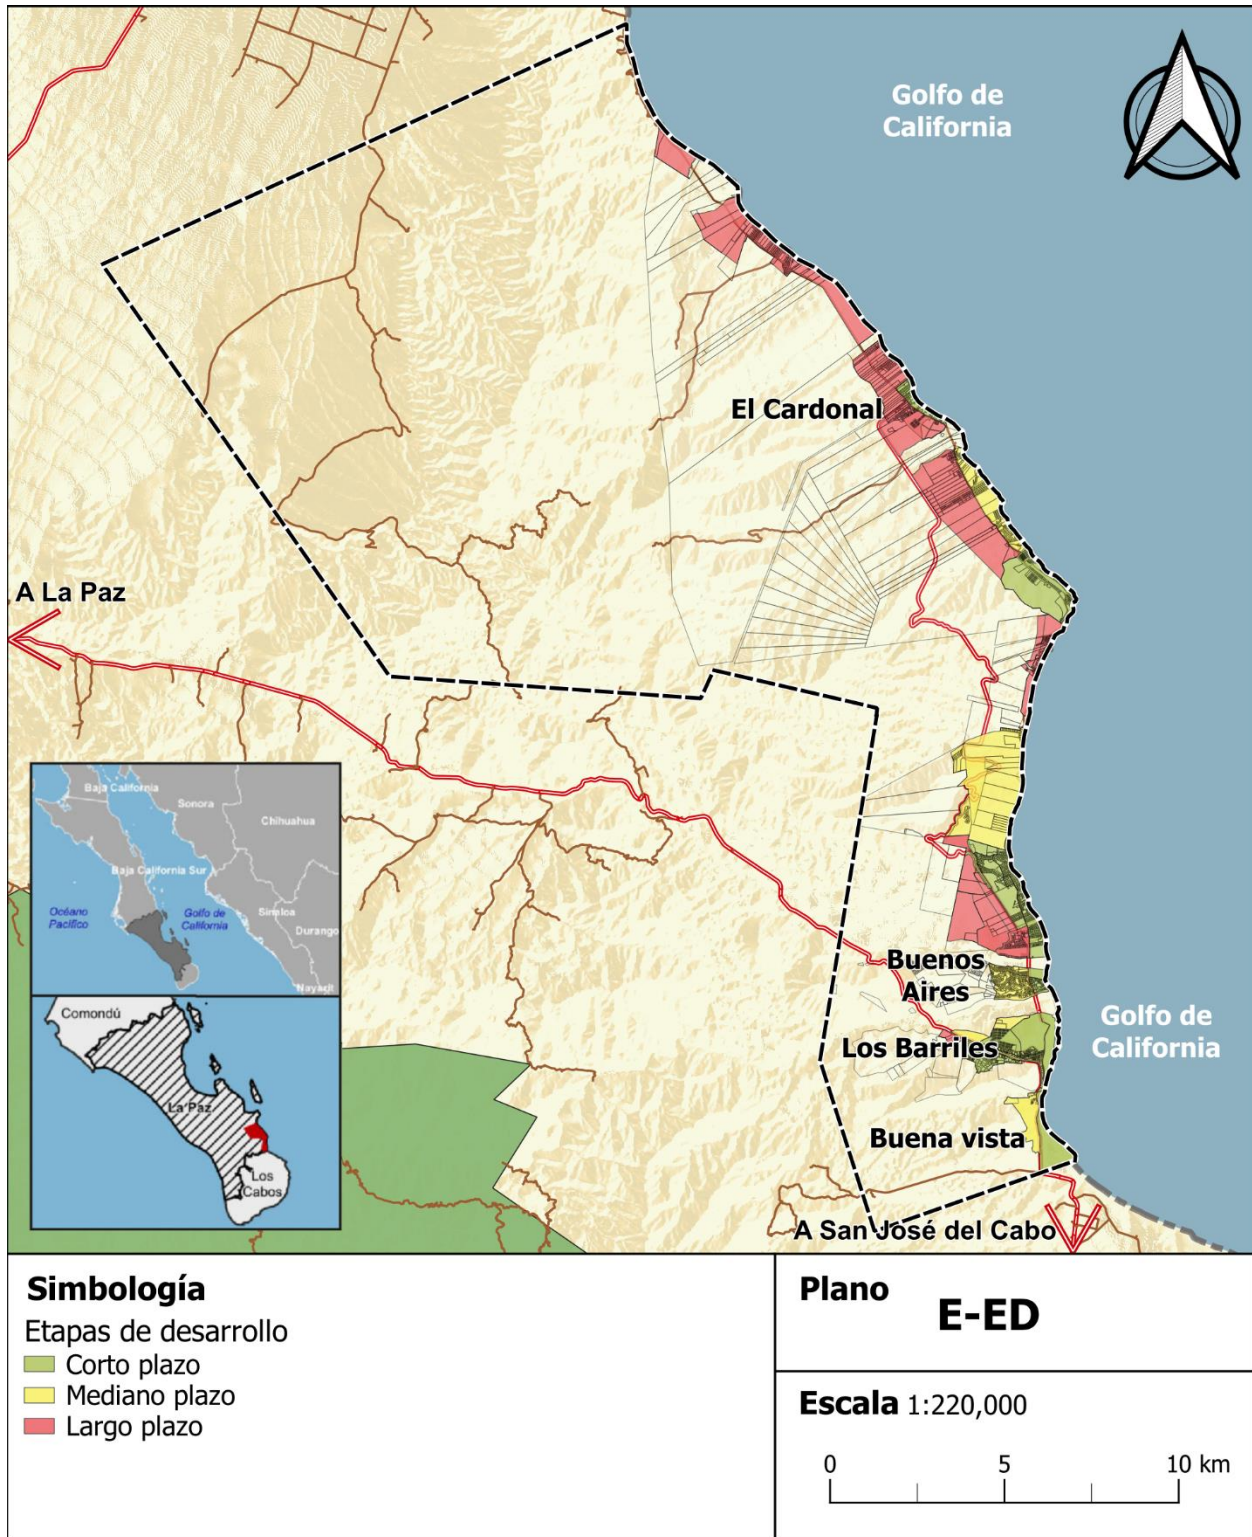 Golfo de
California
El Cardonal
A La Paz
Buenos
Aires
Golfo de
California
Los Barriles
Buena vista
A San José del Cabo
Baja California
Sonora
Chihuahua
Baja California Sur
Océano
Pacífico
Golfo de
California
Sinaloa
Durango
Nayarit
Comondú
La Paz
Los
Cabos
Simbología
Etapas de desarrollo
Corto plazo
Mediano plazo
Largo plazo
Plano
E-ED
Escala 1:220,000
0 5 10 km